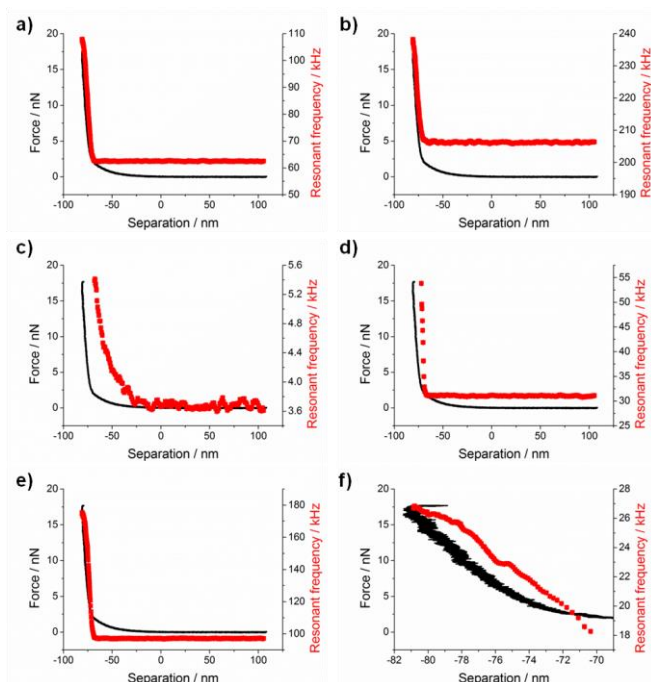 a)
20
15
10
5
0
Force / nN
110
100
90
80
70
60
50
Resonant frequency / kHz
-100 -50 0 50 100
Separation / nm
b)
20
15
10
5
0
Force / nN
240
230
220
210
200
190
Resonant frequency / kHz
-100 -50 0 50 100
Separation / nm
c)
20
15
10
5
0
Force / nN
5.6
5.2
4.8
4.4
4.0
3.6
Resonant frequency / kHz
-100 -50 0 50 100
Separation / nm
d)
20
15
10
5
0
Force / nN
55
50
45
40
35
30
25
Resonant frequency / kHz
-100 -50 0 50 100
Separation / nm
e)
20
15
10
5
0
Force / nN
180
160
140
120
100
Resonant frequency / kHz
-100 -50 0 50 100
Separation / nm
f)
20
15
10
5
0
Force / nN
28
26
24
22
20
18
Resonant frequency / kHz
-82 -80 -78 -76 -74 -72 -70
Separation / nm